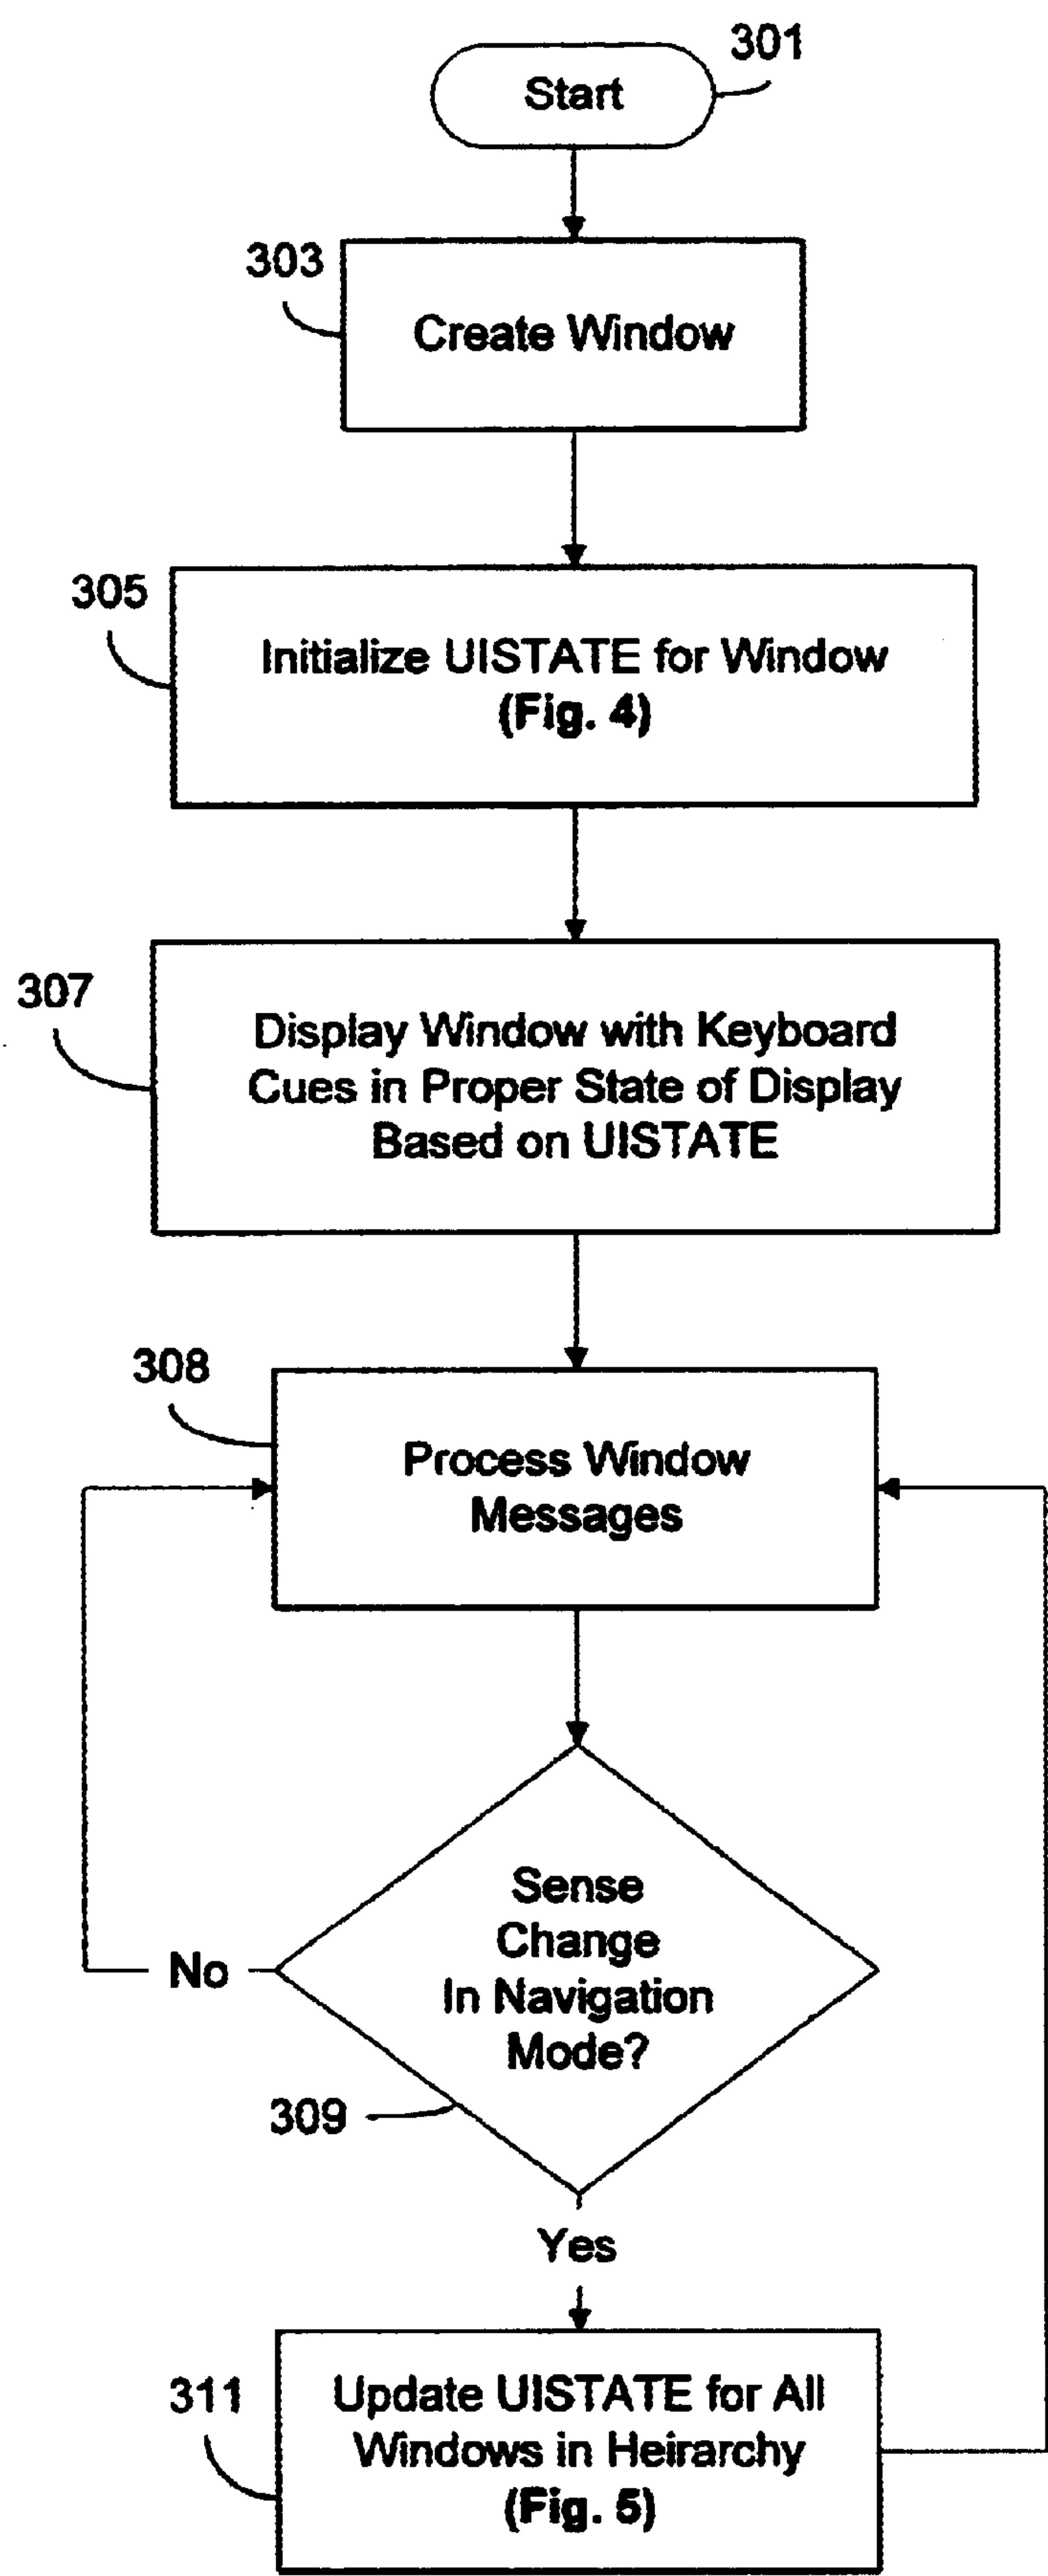 301
Start
303
Create Window
305
Initialize UISTATE for Window
(Fig. 4)
307
Display Window with Keyboard
Cues in Proper State of Display
Based on UISTATE
308
Process Window
Messages
Sense
Change
In Navigation
Mode?
No
309
Yes
311
Update UISTATE for All
Windows in Heirarchy
(Fig. 5)